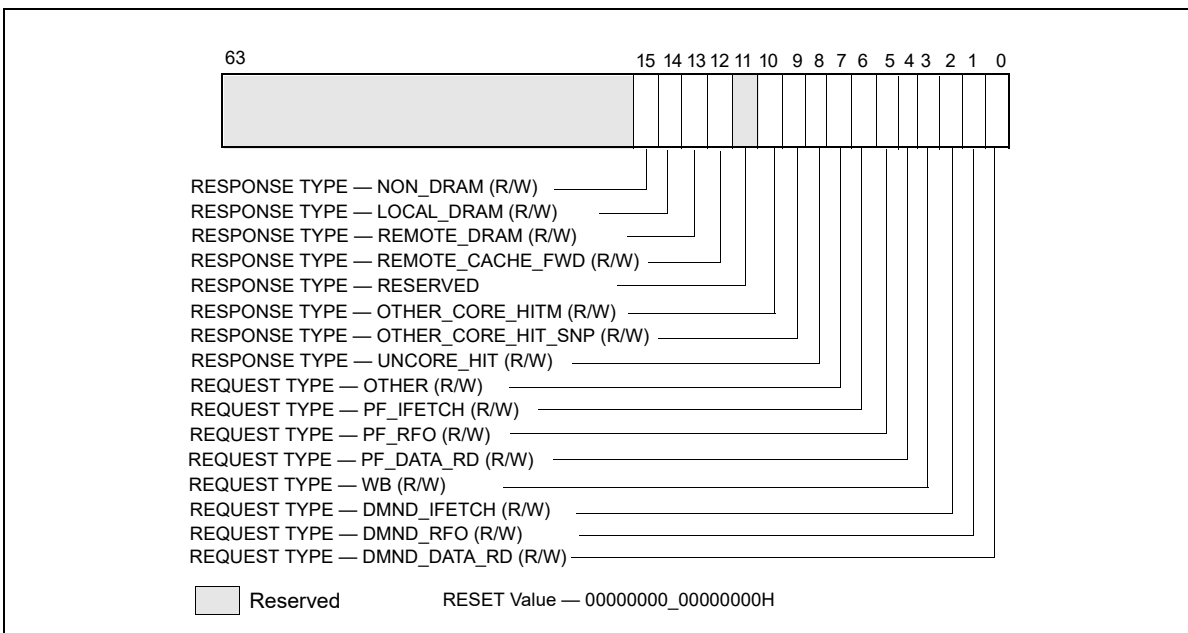 63 15 14 13 12 11 10 9 8 7 6 5 4 3 2 1 0
RESPONSE TYPE — NON_DRAM (R/W)
RESPONSE TYPE — LOCAL_DRAM (R/W)
RESPONSE TYPE — REMOTE_DRAM (R/W)
RESPONSE TYPE — REMOTE_CACHE_FWD (R/W)
RESPONSE TYPE — RESERVED
RESPONSE TYPE — OTHER_CORE_HITM (R/W)
RESPONSE TYPE — OTHER_CORE_HIT_SNP (R/W)
RESPONSE TYPE — UNCORE_HIT (R/W)
REQUEST TYPE — OTHER (R/W)
REQUEST TYPE — PF_IFETCH (R/W)
REQUEST TYPE — PF_RFO (R/W)
REQUEST TYPE — PF_DATA_RD (R/W)
REQUEST TYPE — WB (R/W)
REQUEST TYPE — DMND_IFETCH (R/W)
REQUEST TYPE — DMND_RFO (R/W)
REQUEST TYPE — DMND_DATA_RD (R/W)
Reserved RESET Value — 00000000_00000000H